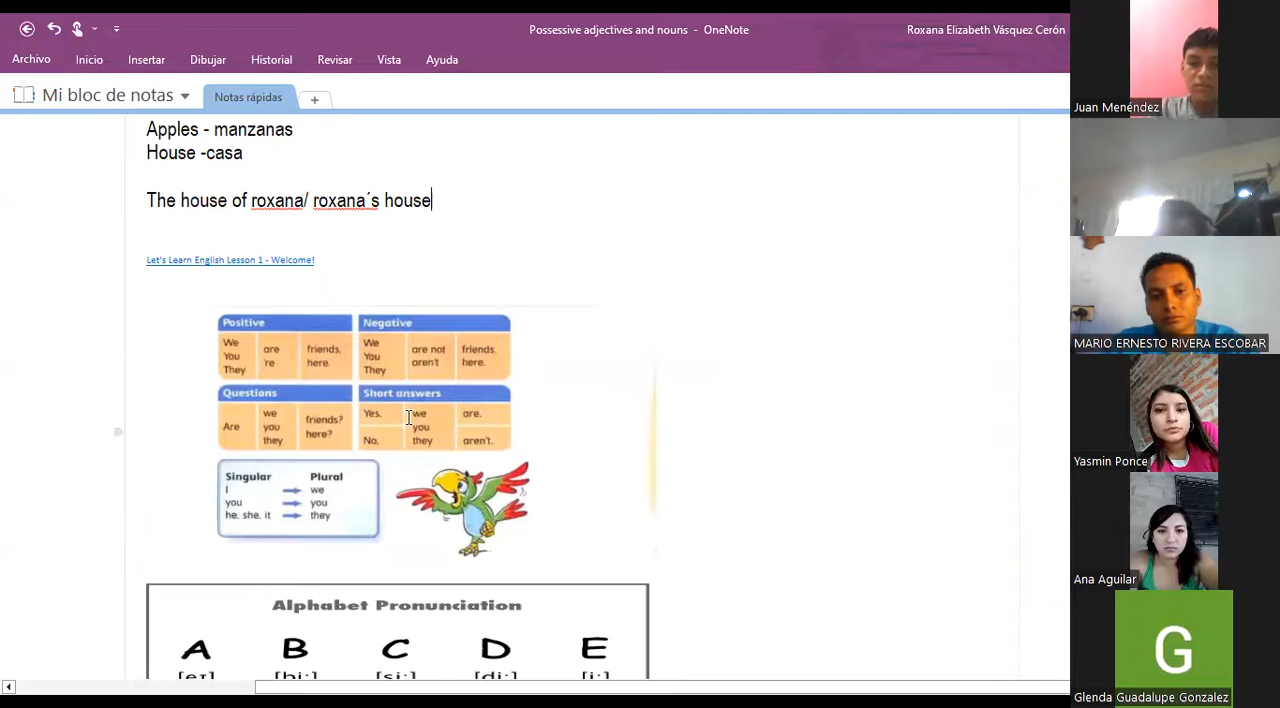 Possessive adjectives and nouns - OneNote
Roxana Elizabeth Vásquez Cerón
Archivo Inicio Insertar Dibujar Historial Revisar Vista Ayuda
Mi bloc de notas
Notas rápidas
+
Apples - manzanas
House -casa
The house of roxana/ roxana´s house
Let's Learn English Lesson 1 - Welcome!
Positive
We
You
They
are
're
friends.
here.
Negative
We
You
They
are not
aren't
friends.
here.
Questions
Are
we
you
they
friends?
here?
Short answers
Yes.
No,
we
you
they
are.
aren't.
Singular Plural
I we
you you
he. she. it they
Alphabet Pronunciation
A B C D E
[eɪ] [bi:] [si:] [di:] [i:]
Juan Menéndez
MARIO ERNESTO RIVERA ESCOBAR
Yasmin Ponce
Ana Aguilar
G
Glenda Guadalupe Gonzalez